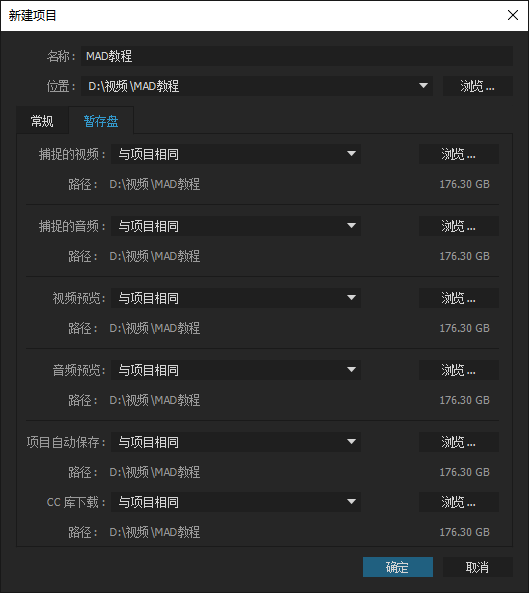 新建项目
名称： MAD教程
位置： D:\视频\MAD教程 浏览...
常规 暂存盘
捕捉的视频： 与项目相同 浏览...
路径： D:\视频\MAD教程 176.30 GB
捕捉的音频： 与项目相同 浏览...
路径： D:\视频\MAD教程 176.30 GB
视频预览： 与项目相同 浏览...
路径： D:\视频\MAD教程 176.30 GB
音频预览： 与项目相同 浏览...
路径： D:\视频\MAD教程 176.30 GB
项目自动保存： 与项目相同 浏览...
路径： D:\视频\MAD教程 176.30 GB
CC 库下载： 与项目相同 浏览...
路径： D:\视频\MAD教程 176.30 GB
确定 取消